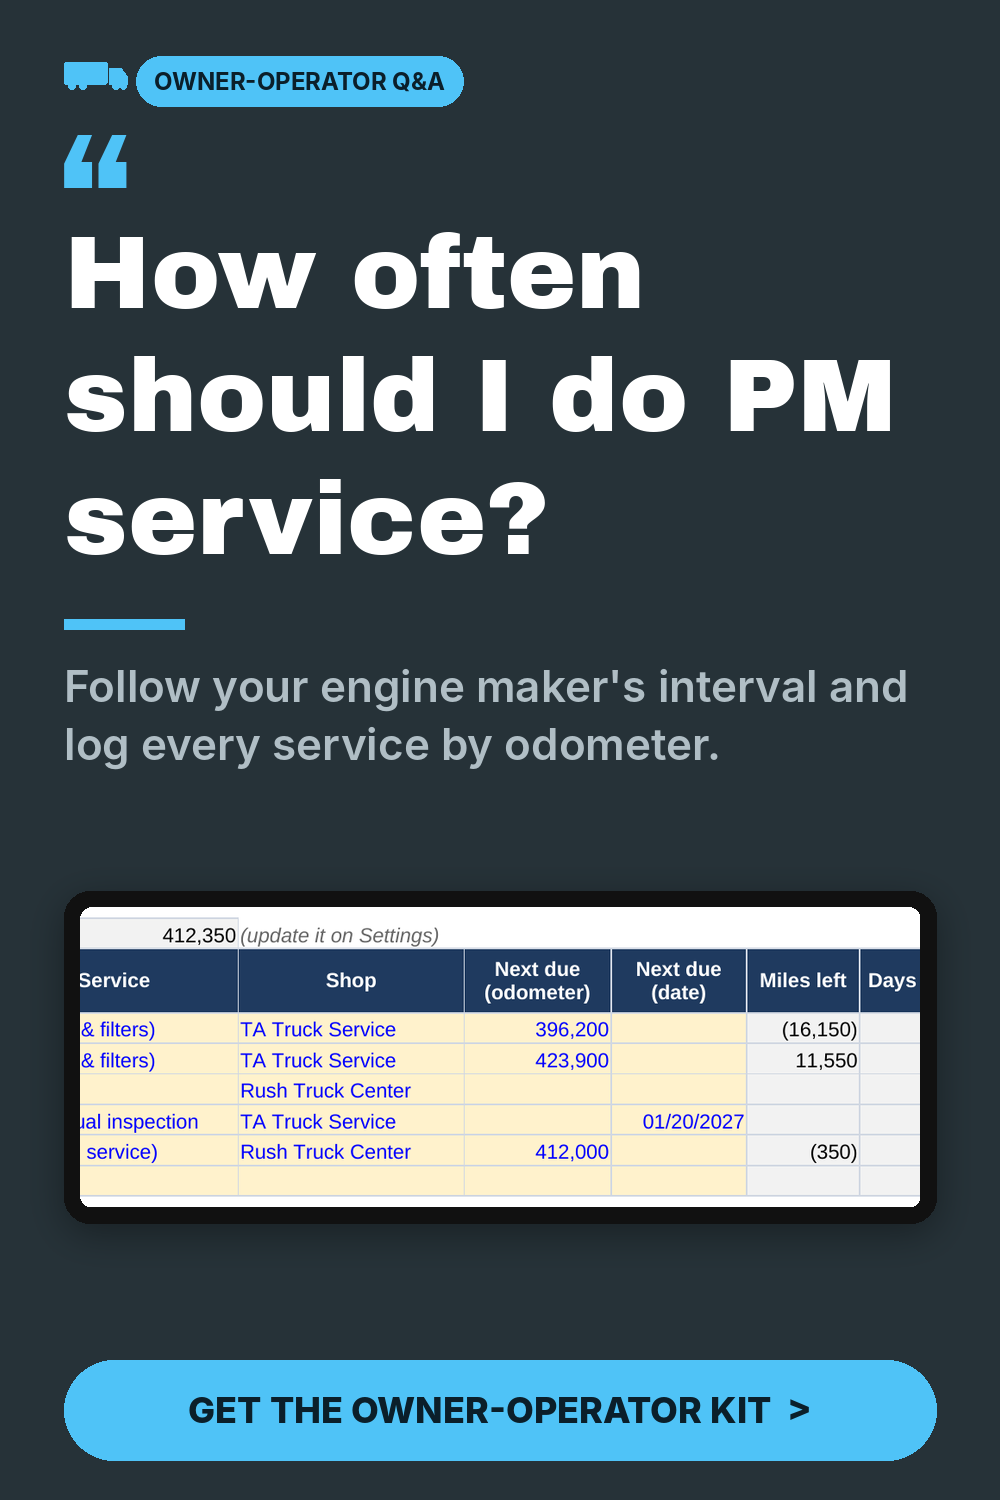 OWNER-OPERATOR Q&A
“
How often
should I do PM
service?
Follow your engine maker's interval and
log every service by odometer.
412,350 (update it on Settings)
Service Shop Next due (odometer) Next due (date) Miles left Days
& filters) TA Truck Service 396,200 (16,150)
& filters) TA Truck Service 423,900 11,550
Rush Truck Center
ual inspection TA Truck Service 01/20/2027
service) Rush Truck Center 412,000 (350)
GET THE OWNER-OPERATOR KIT >